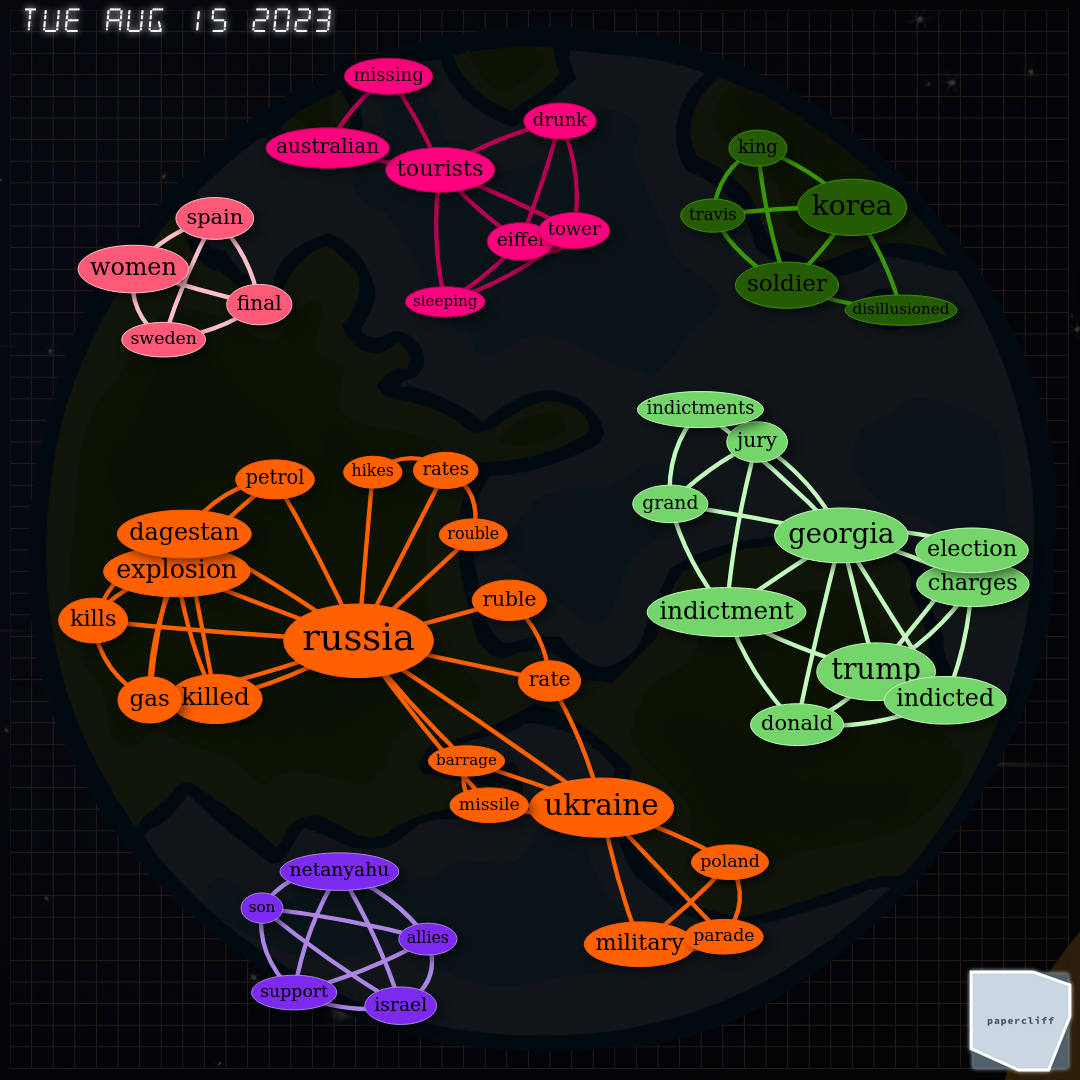 TUE AUG 15 2023
missing
drunk
australian
tourists
eiffel
tower
sleeping
king
korea
travis
soldier
disillusioned
spain
women
final
sweden
indictments
jury
grand
georgia
election
charges
indictment
trump
indicted
donald
petrol
hikes
rates
rouble
dagestan
explosion
kills
russia
ruble
rate
gas
killed
barrage
missile
ukraine
poland
military
parade
netanyahu
son
allies
support
israel
papercliff